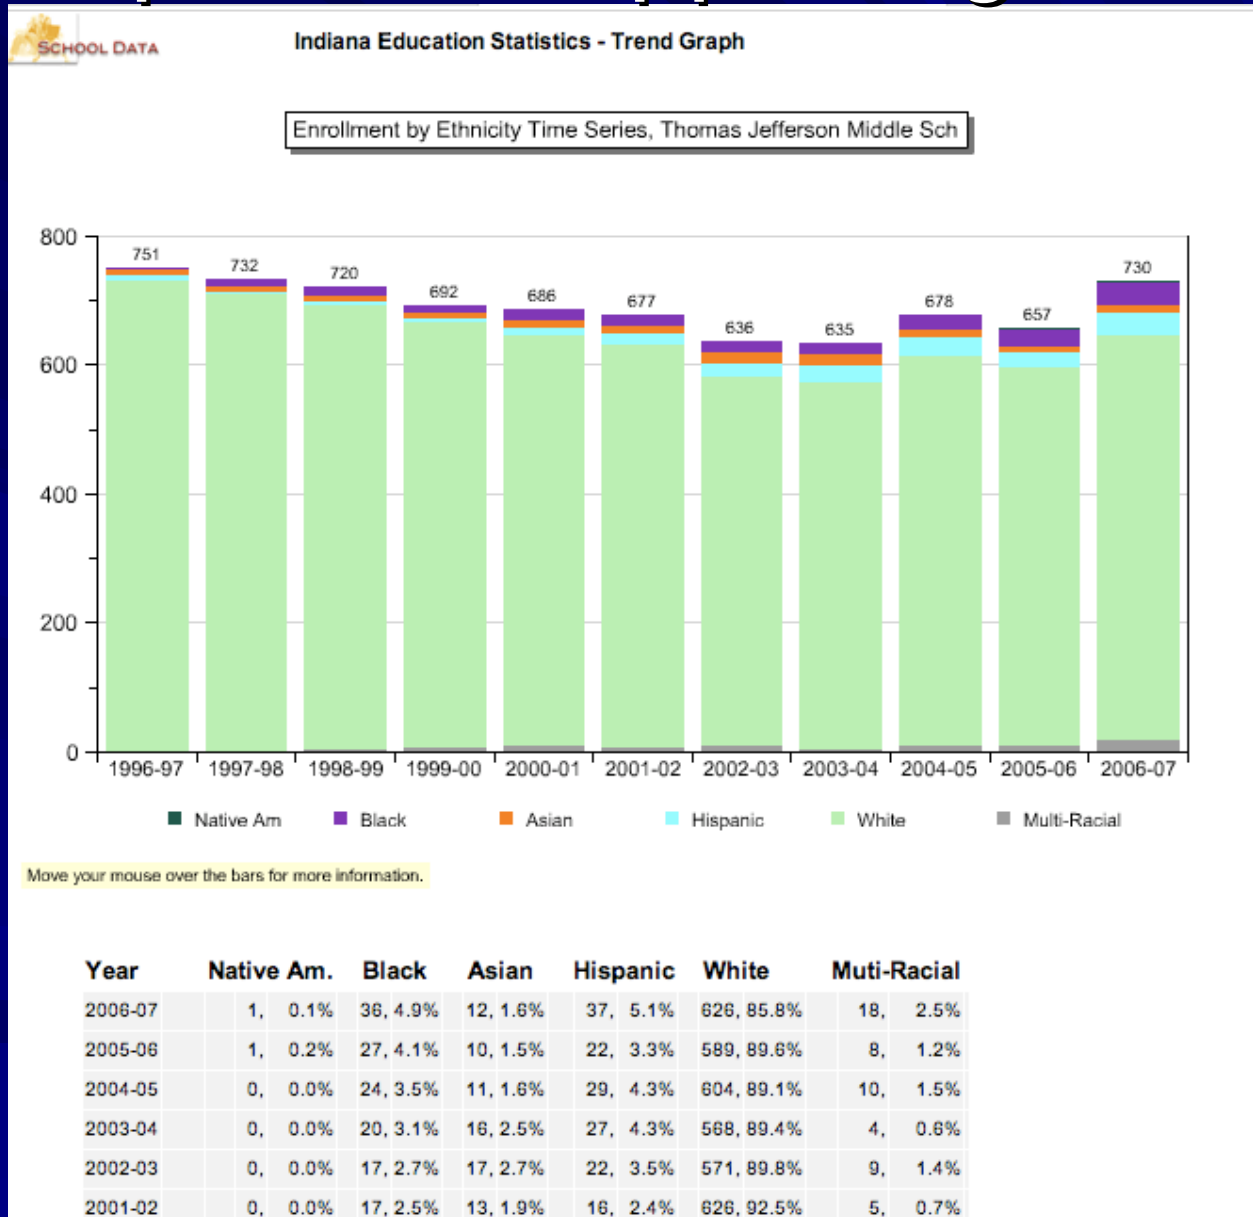 SCHOOL DATA
Indiana Education Statistics - Trend Graph
Enrollment by Ethnicity Time Series, Thomas Jefferson Middle Sch
800
751
732
720
692
686
677
636
635
678
657
730
600
400
200
0
1996-97 1997-98 1998-99 1999-00 2000-01 2001-02 2002-03 2003-04 2004-05 2005-06 2006-07
Native Am Black Asian Hispanic White Multi-Racial
Move your mouse over the bars for more information.
Year Native Am. Black Asian Hispanic White Muti-Racial
2006-07 1, 0.1% 36, 4.9% 12, 1.6% 37, 5.1% 626, 85.8% 18, 2.5%
2005-06 1, 0.2% 27, 4.1% 10, 1.5% 22, 3.3% 589, 89.6% 8, 1.2%
2004-05 0, 0.0% 24, 3.5% 11, 1.6% 29, 4.3% 604, 89.1% 10, 1.5%
2003-04 0, 0.0% 20, 3.1% 16, 2.5% 27, 4.3% 568, 89.4% 4, 0.6%
2002-03 0, 0.0% 17, 2.7% 17, 2.7% 22, 3.5% 571, 89.8% 9, 1.4%
2001-02 0, 0.0% 17, 2.5% 13, 1.9% 16, 2.4% 626, 92.5% 5, 0.7%